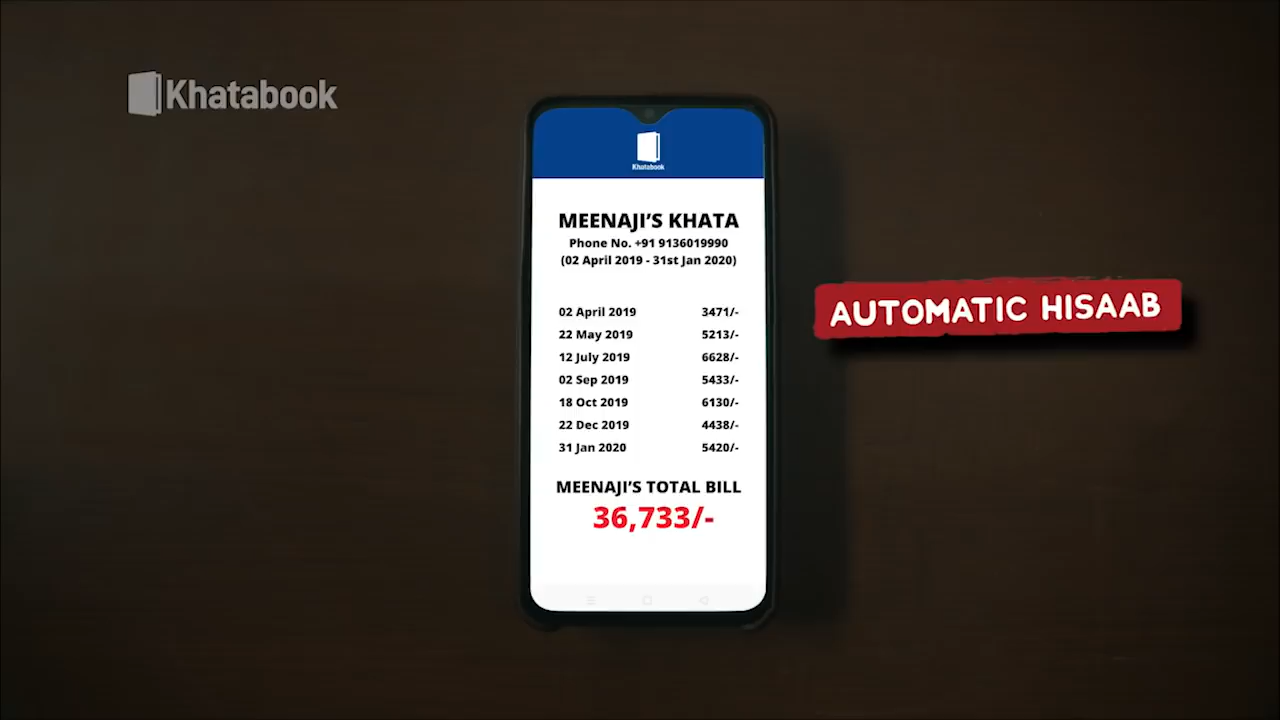 Khatabook
Khatabook
MEENAJI'S KHATA
Phone No. +91 9136019990
(02 April 2019 - 31st Jan 2020)
02 April 2019 3471/-
22 May 2019 5213/-
12 July 2019 6628/-
02 Sep 2019 5433/-
18 Oct 2019 6130/-
22 Dec 2019 4438/-
31 Jan 2020 5420/-
MEENAJI'S TOTAL BILL
36,733/-
AUTOMATIC HISAAB